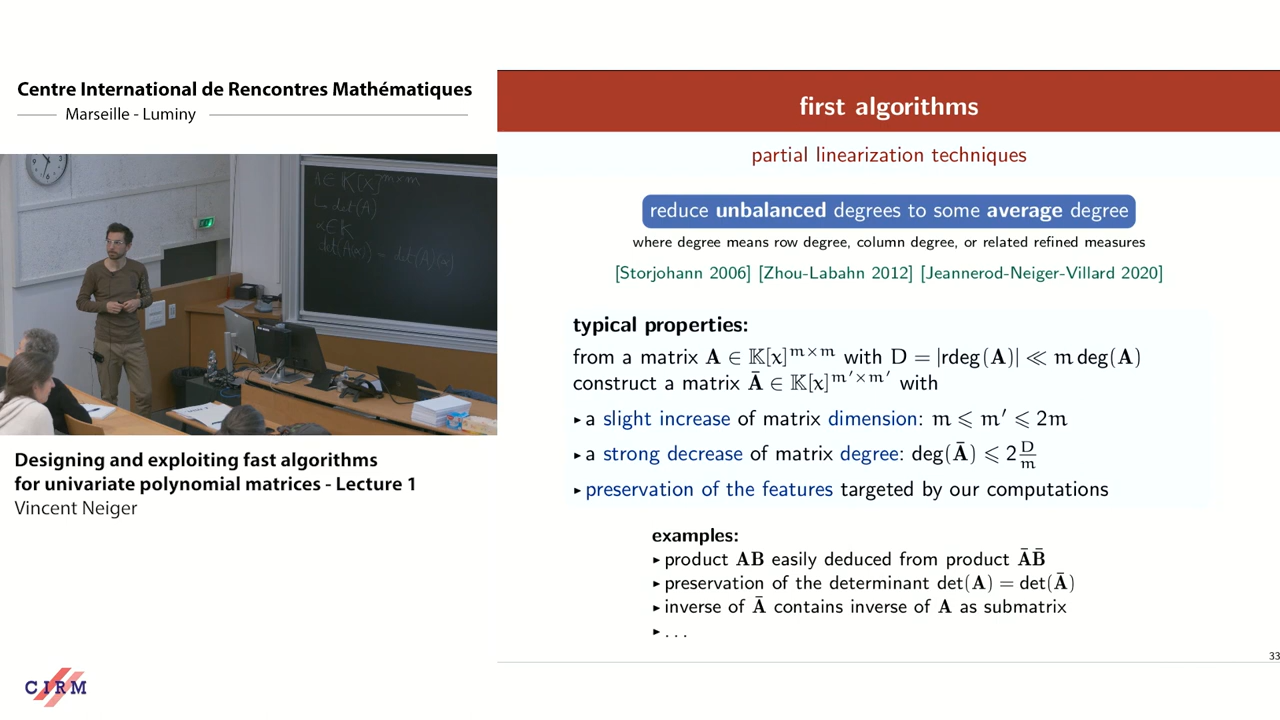 Centre International de Rencontres Mathématiques
Marseille - Luminy
A ∈ K[x]^{m×m}
↳ det(A)
α ∈ K
det(A(α)) = det(A)(α)
Designing and exploiting fast algorithms
for univariate polynomial matrices - Lecture 1
Vincent Neiger
CIRM
first algorithms
partial linearization techniques
reduce unbalanced degrees to some average degree
where degree means row degree, column degree, or related refined measures
[Storjohann 2006] [Zhou-Labahn 2012] [Jeannerod-Neiger-Villard 2020]
typical properties:
from a matrix A ∈ 𝕂[x]^{m×m} with D = |rdeg(A)| ≪ m deg(A)
construct a matrix Ā ∈ 𝕂[x]^{m′×m′} with
▸ a slight increase of matrix dimension: m ⩽ m′ ⩽ 2m
▸ a strong decrease of matrix degree: deg(Ā) ⩽ 2 D/m
▸ preservation of the features targeted by our computations
examples:
▸ product AB easily deduced from product ĀB̄
▸ preservation of the determinant det(A) = det(Ā)
▸ inverse of Ā contains inverse of A as submatrix
▸ . . .
33